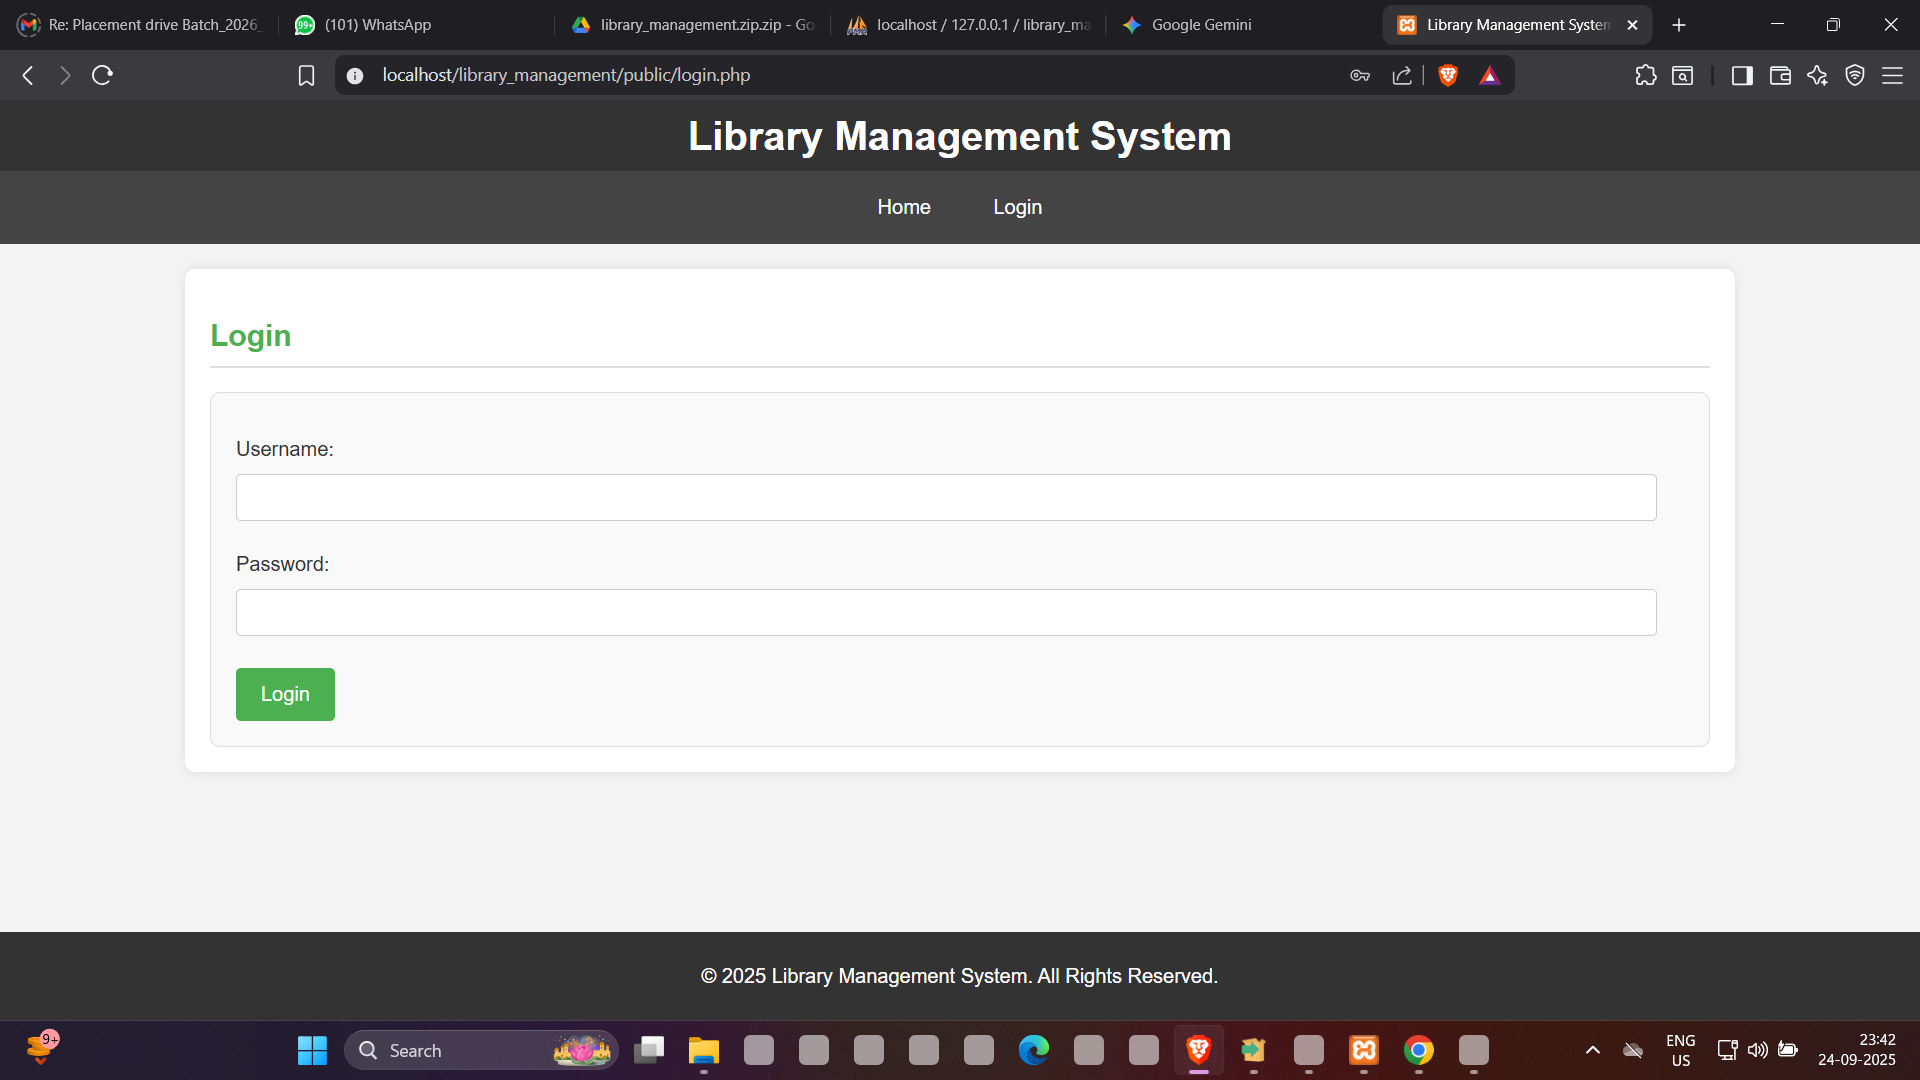 Re: Placement drive Batch_2026_
(101) WhatsApp
library_management.zip.zip - Go
localhost / 127.0.0.1 / library_ma
Google Gemini
Library Management System
localhost/library_management/public/login.php
Library Management System
Home Login
Login
Username:
Password:
Login
© 2025 Library Management System. All Rights Reserved.
9+
Search
ENG
US
23:42
24-09-2025